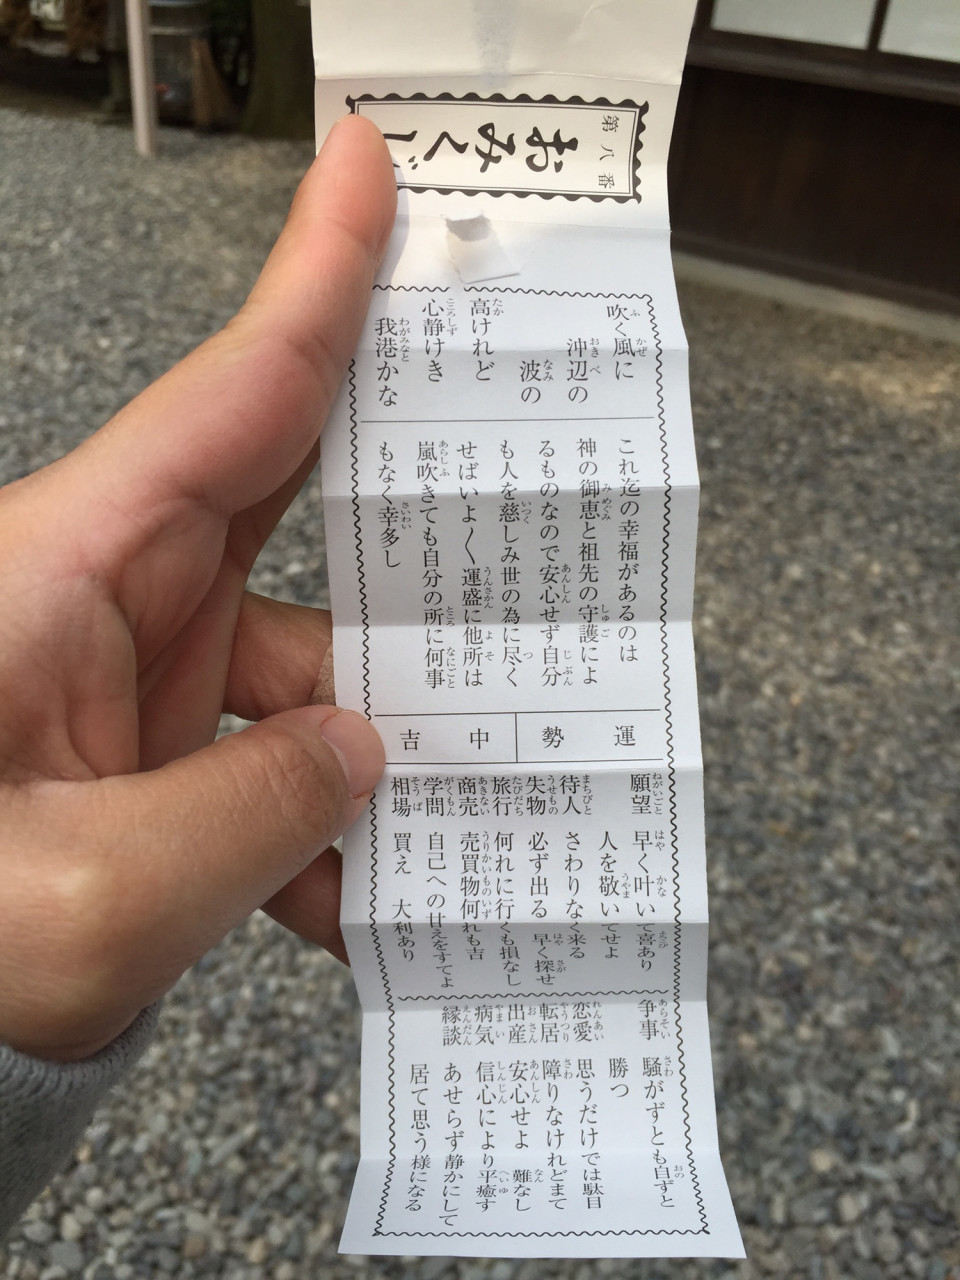 第八番
おみくじ
吹く風に
沖辺の
波の
高けれど
心静けき
我港かな
これ迄の幸福があるのは
神の御恵と祖先の守護によ
るものなので安心せず自分
も人を慈しみ世の為に尽く
せばいよ〱運盛に他所は
嵐吹きても自分の所に何事
もなく幸多し
運勢 中吉
願望 早く叶いて喜あり
人を敬いてせよ
待人 さわりなく来る
失物 必ず出る 早く探せ
旅行 何れに行くも損なし
商売 売買物何れも吉
学問 自己への甘えをすてよ
相場 買え 大利あり
争事 騒がずとも自ずと
勝つ
恋愛 思うだけでは駄目
転居 障りなけれどまて
出産 安心せよ 難なし
病気 信心により平癒す
縁談 あせらず静かにして
居て思う様になる